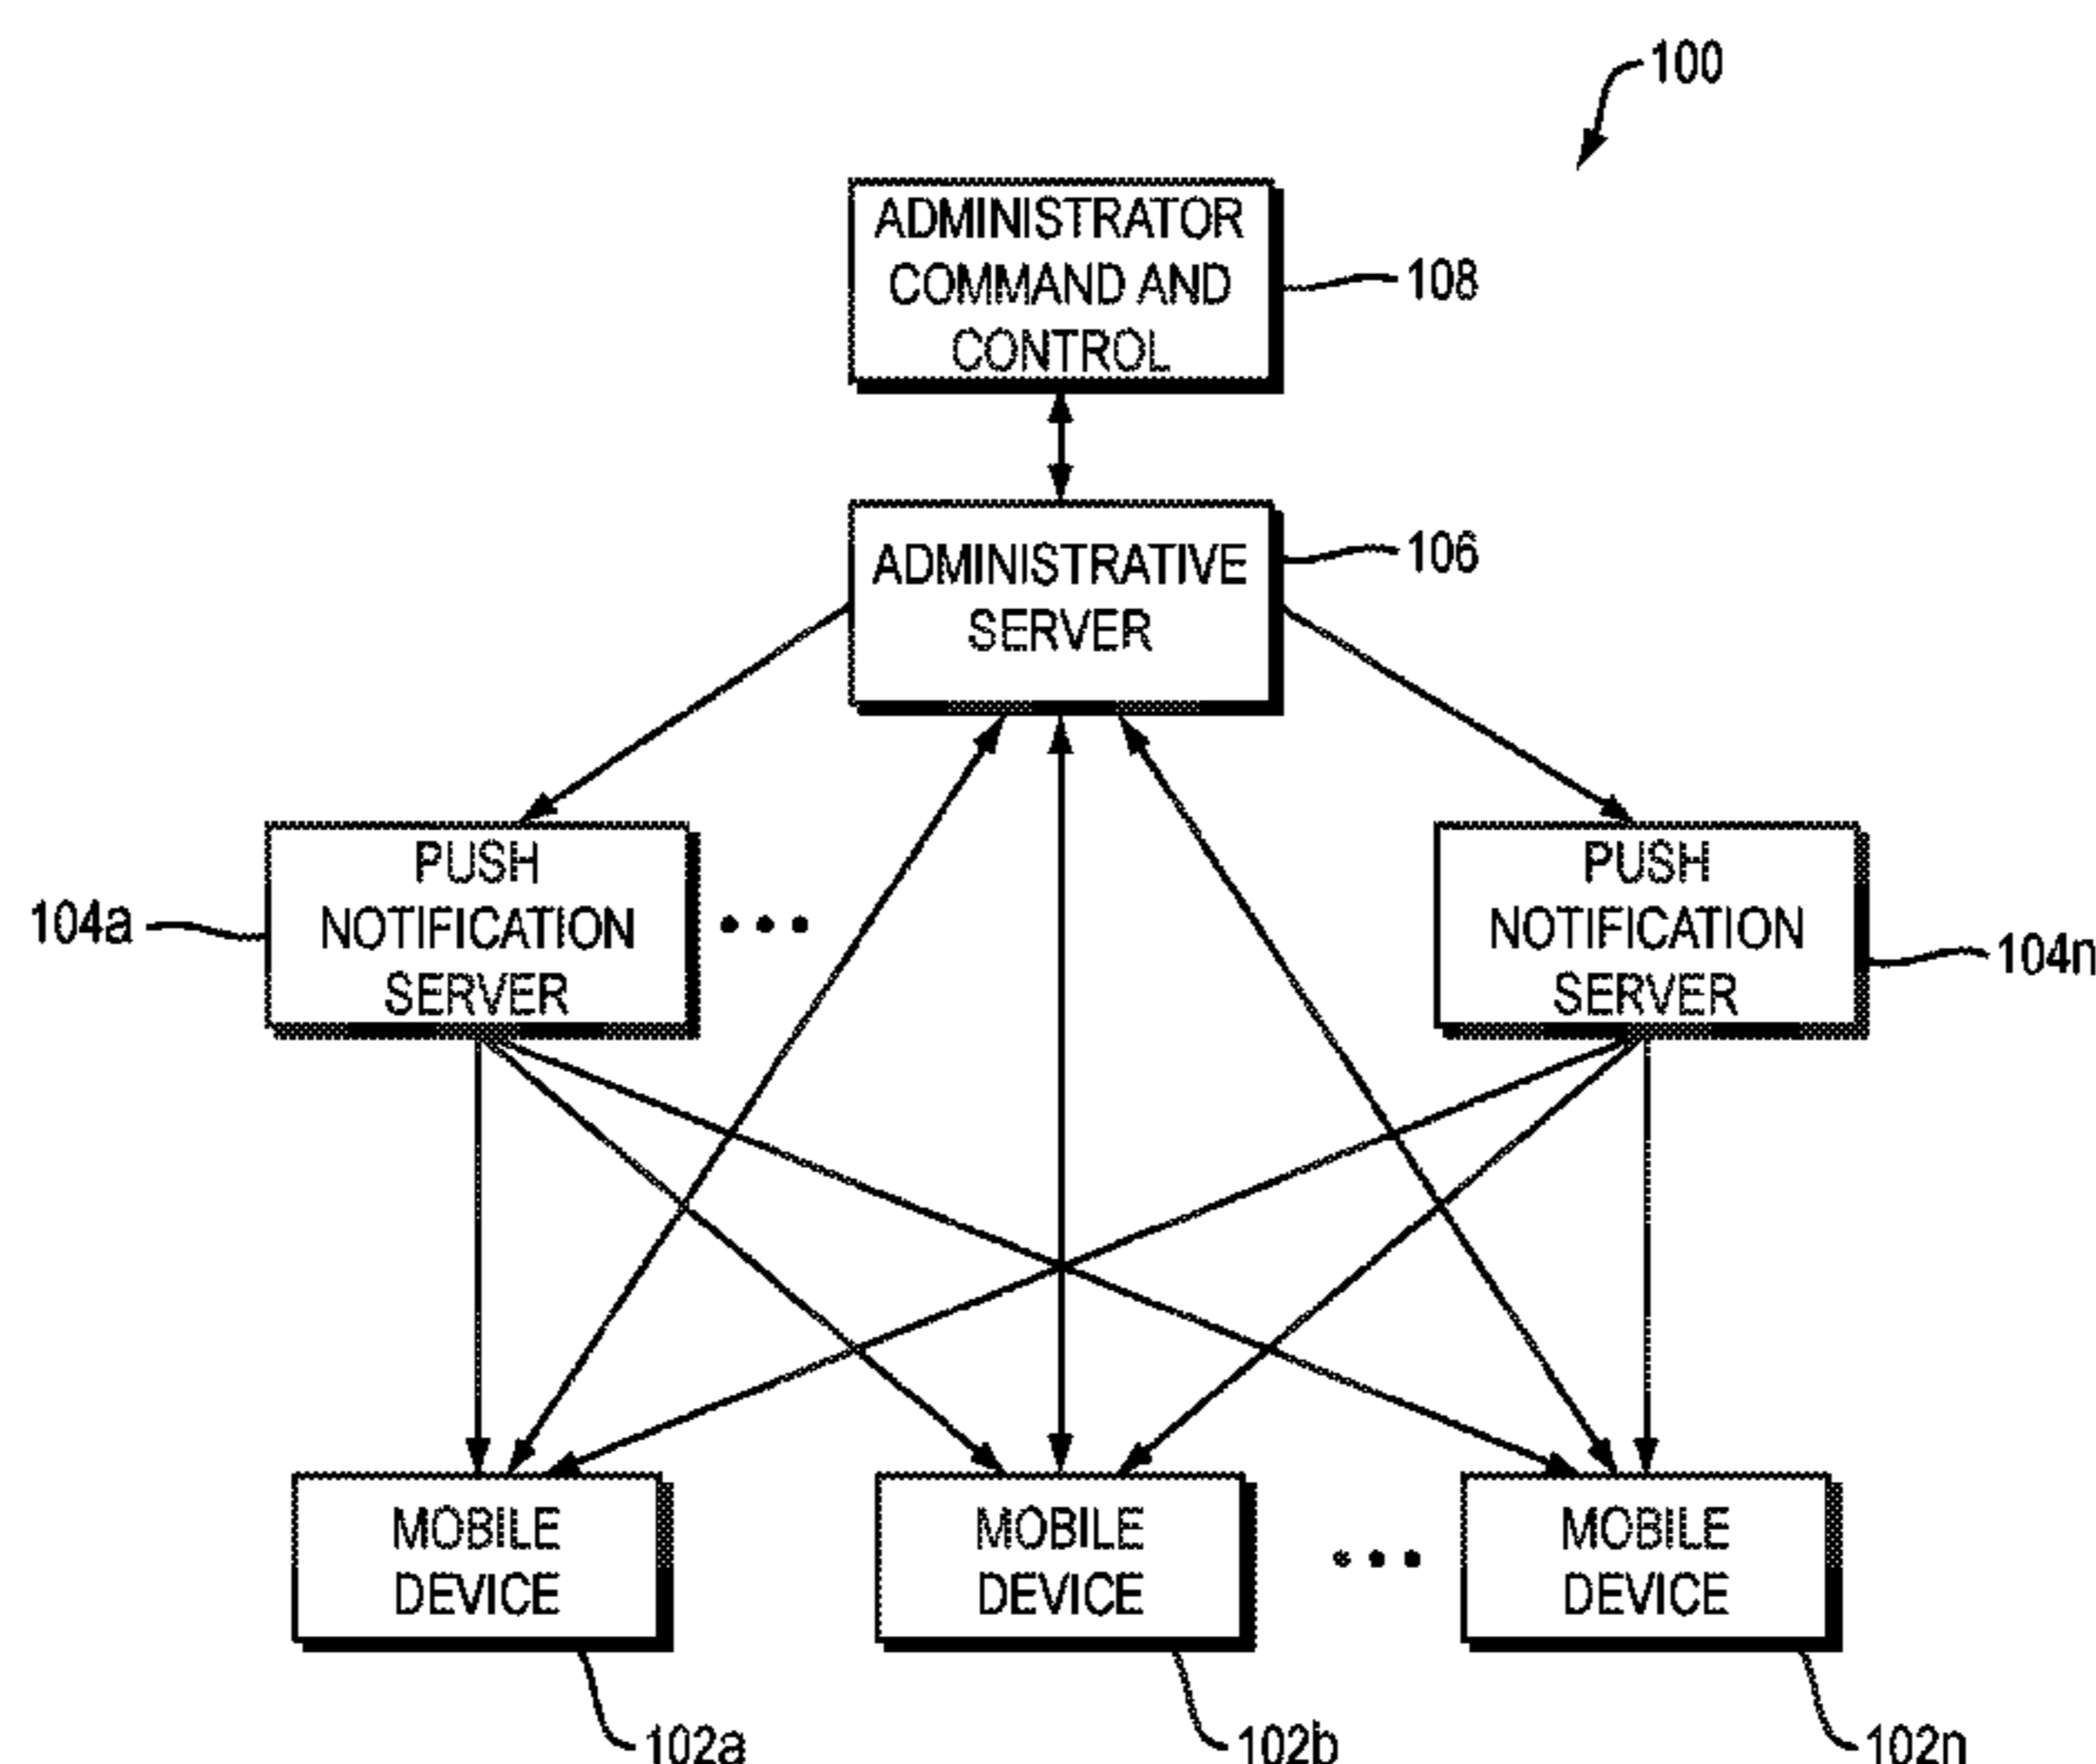 100
ADMINISTRATOR
COMMAND AND
CONTROL
108
ADMINISTRATIVE
SERVER
106
PUSH
NOTIFICATION
SERVER
104a
PUSH
NOTIFICATION
SERVER
104n
MOBILE
DEVICE
102a
MOBILE
DEVICE
102b
MOBILE
DEVICE
102n